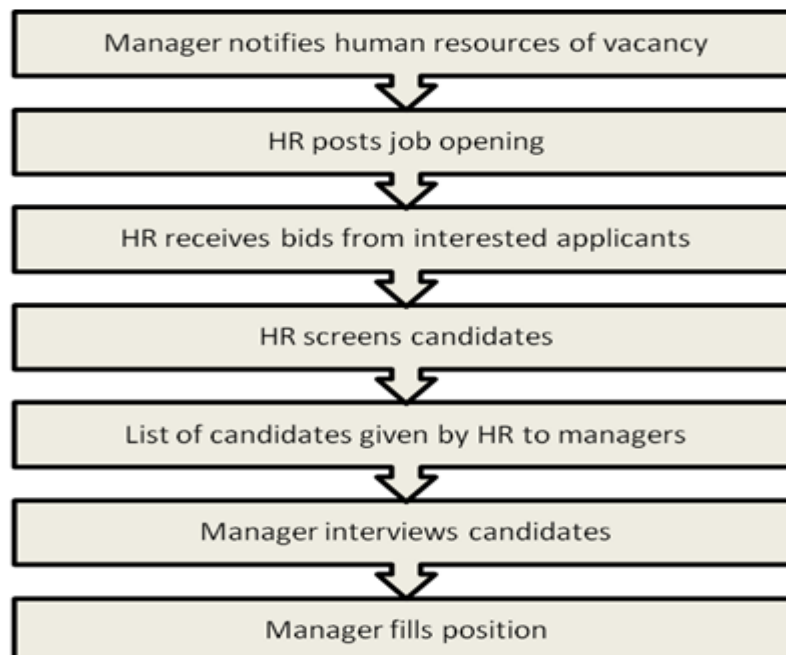 Manager notifies human resources of vacancy
HR posts job opening
HR receives bids from interested applicants
HR screens candidates
List of candidates given by HR to managers
Manager interviews candidates
Manager fills position